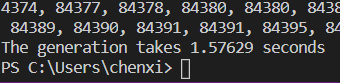 4374, 84377, 84378, 84380, 84380, 8438
84389, 84390, 84391, 84391, 84395, 84
The generation takes 1.57629 seconds
PS C:\Users\chenxi>